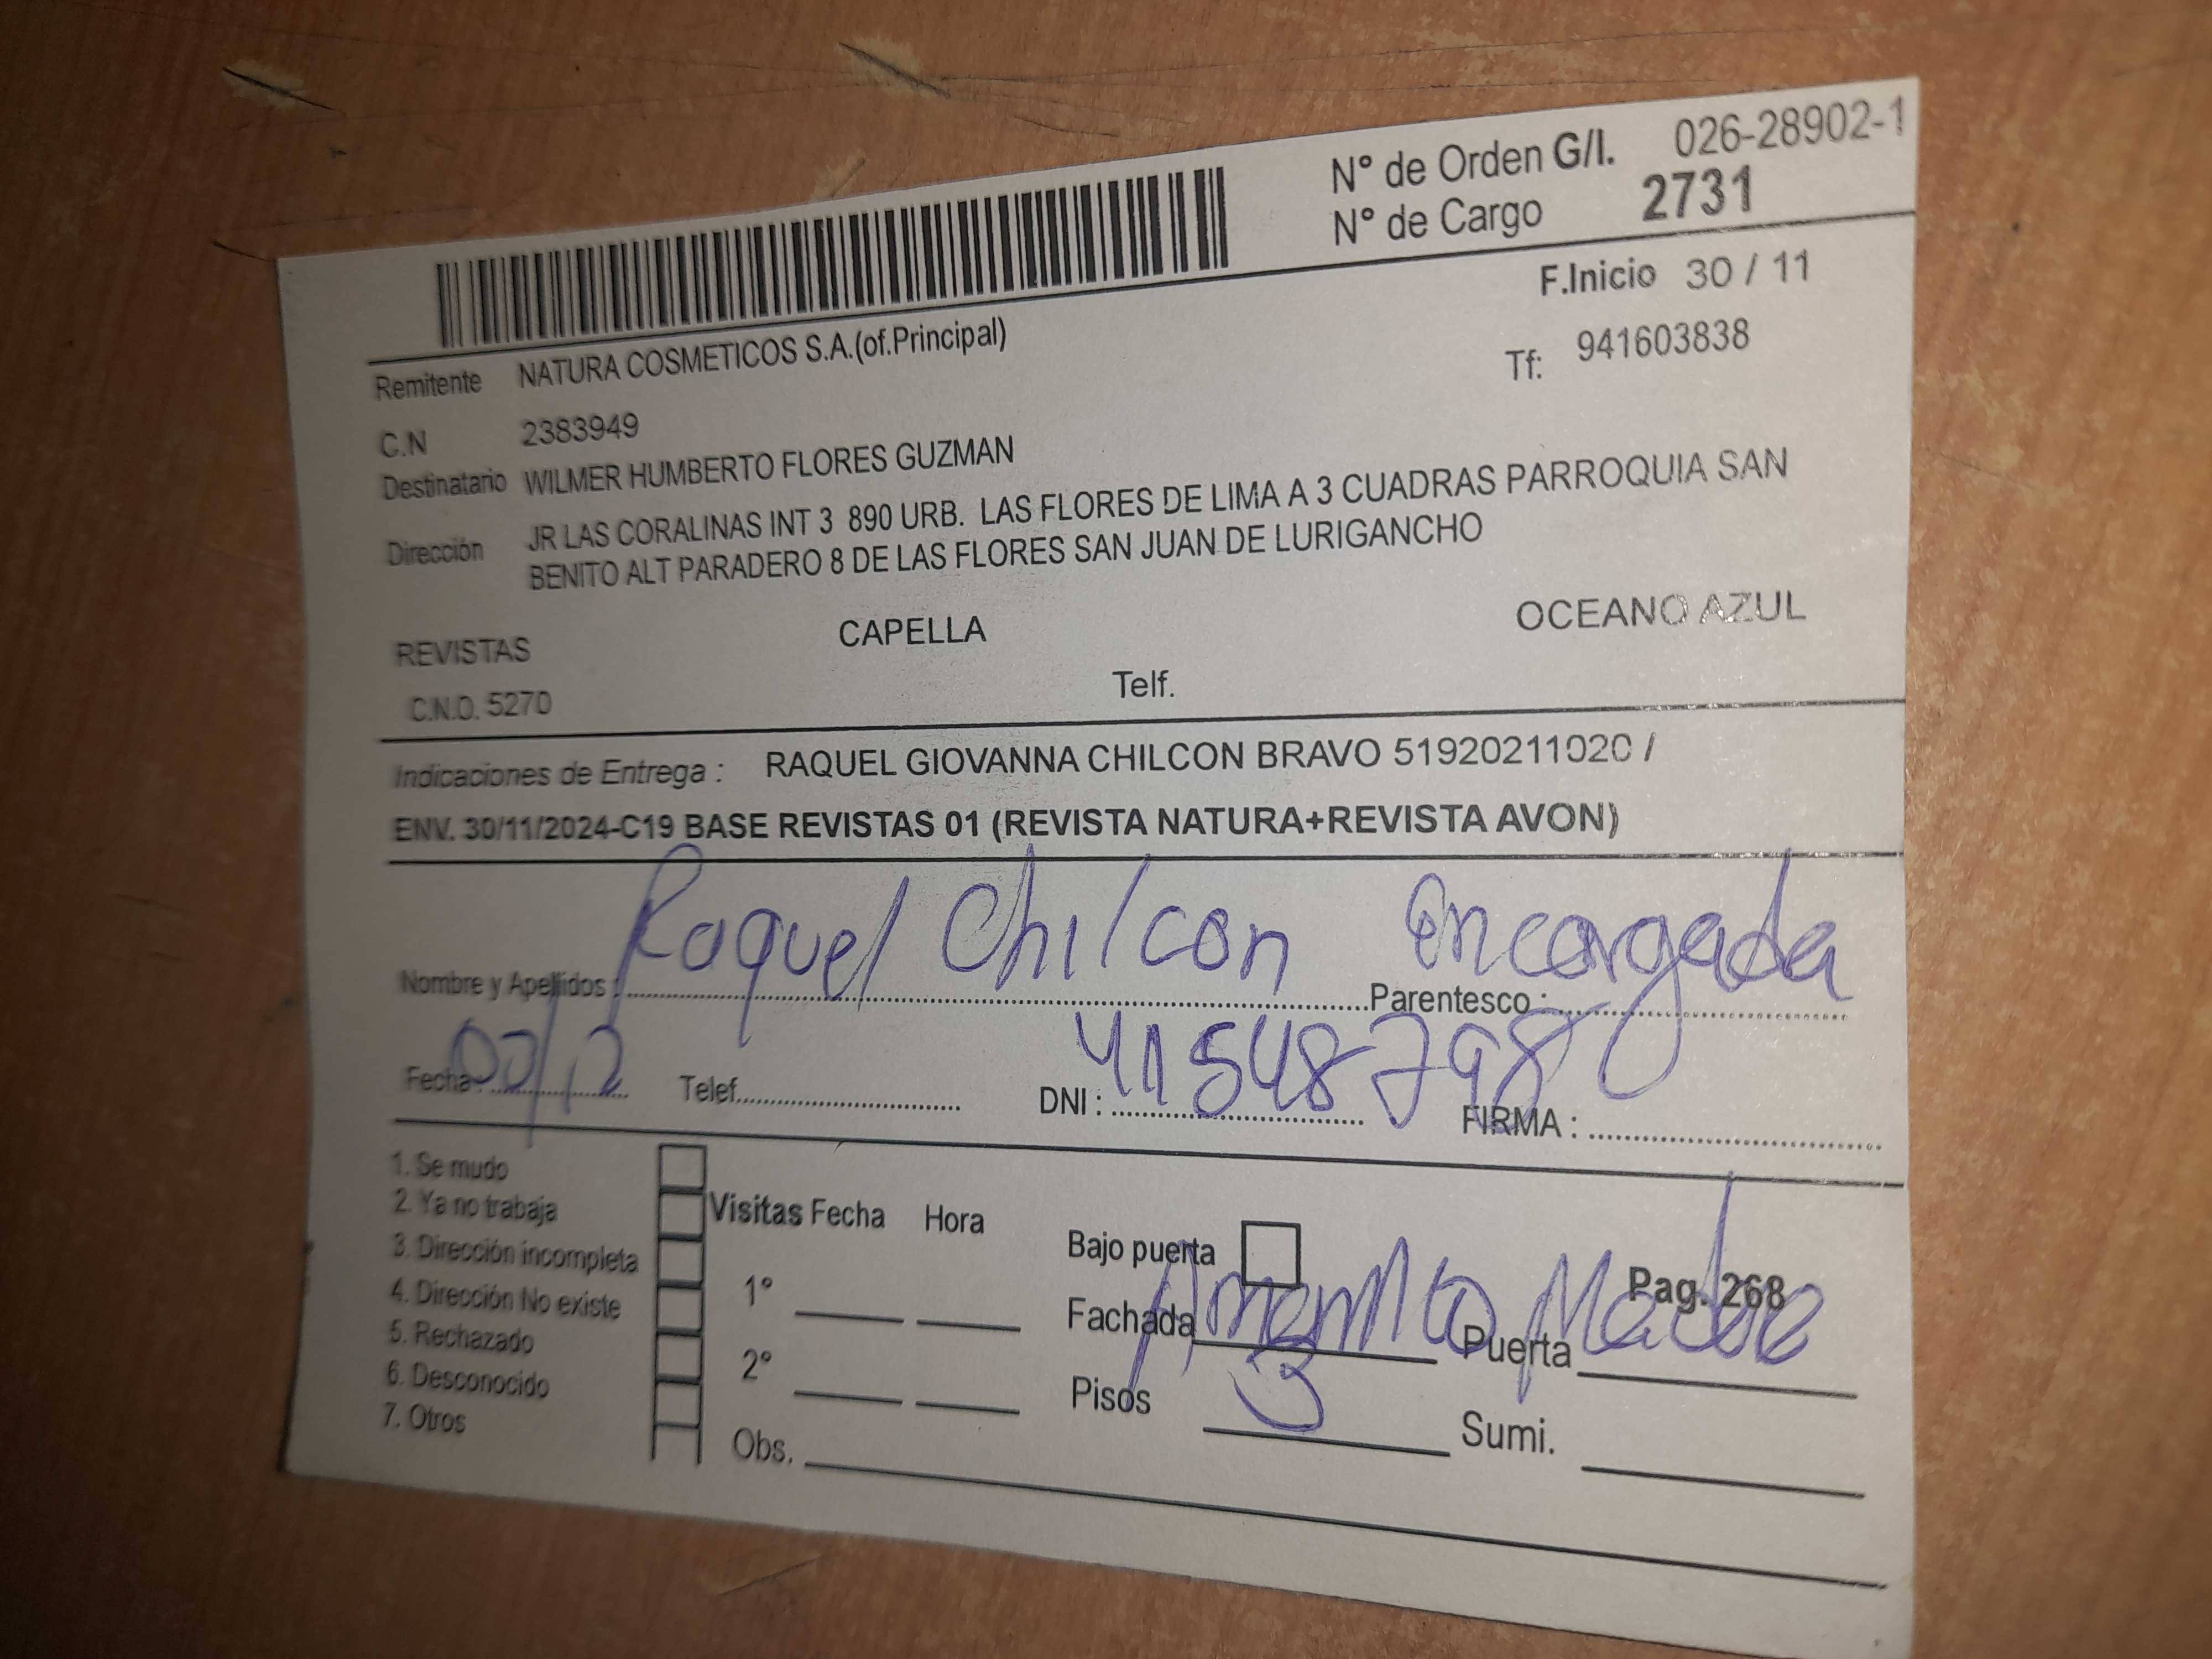 N° de Orden G/I. 026-28902-1
N° de Cargo 2731
F.Inicio 30 / 11
Remitente NATURA COSMETICOS S.A.(of.Principal) Tf: 941603838
C.N 2383949
Destinatario WILMER HUMBERTO FLORES GUZMAN
Dirección JR LAS CORALINAS INT 3 890 URB. LAS FLORES DE LIMA A 3 CUADRAS PARROQUIA SAN
BENITO ALT PARADERO 8 DE LAS FLORES SAN JUAN DE LURIGANCHO
REVISTAS CAPELLA OCEANO AZUL
C.N.O. 5270 Telf.
Indicaciones de Entrega : RAQUEL GIOVANNA CHILCON BRAVO 51920211020 /
ENV. 30/11/2024-C19 BASE REVISTAS 01 (REVISTA NATURA+REVISTA AVON)
Nombre y Apellidos : Raquel Chilcon Parentesco : Encargada
Fecha : Telef. DNI : 41548798 FIRMA :
1. Se mudo
2. Ya no trabaja Visitas Fecha Hora
3. Dirección incompleta Bajo puerta
4. Dirección No existe 1° Pag. 268
5. Rechazado Fachada Amarillo Puerta Madera
6. Desconocido 2° Pisos 3
7. Otros Obs. Sumi.